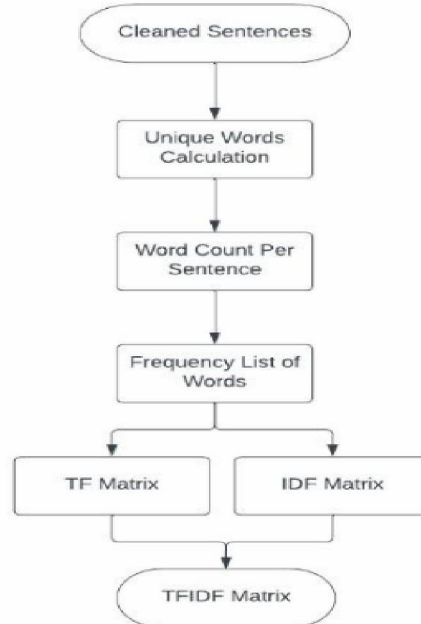 Cleaned Sentences
Unique Words
Calculation
Word Count Per
Sentence
Frequency List of
Words
TF Matrix
IDF Matrix
TFIDF Matrix